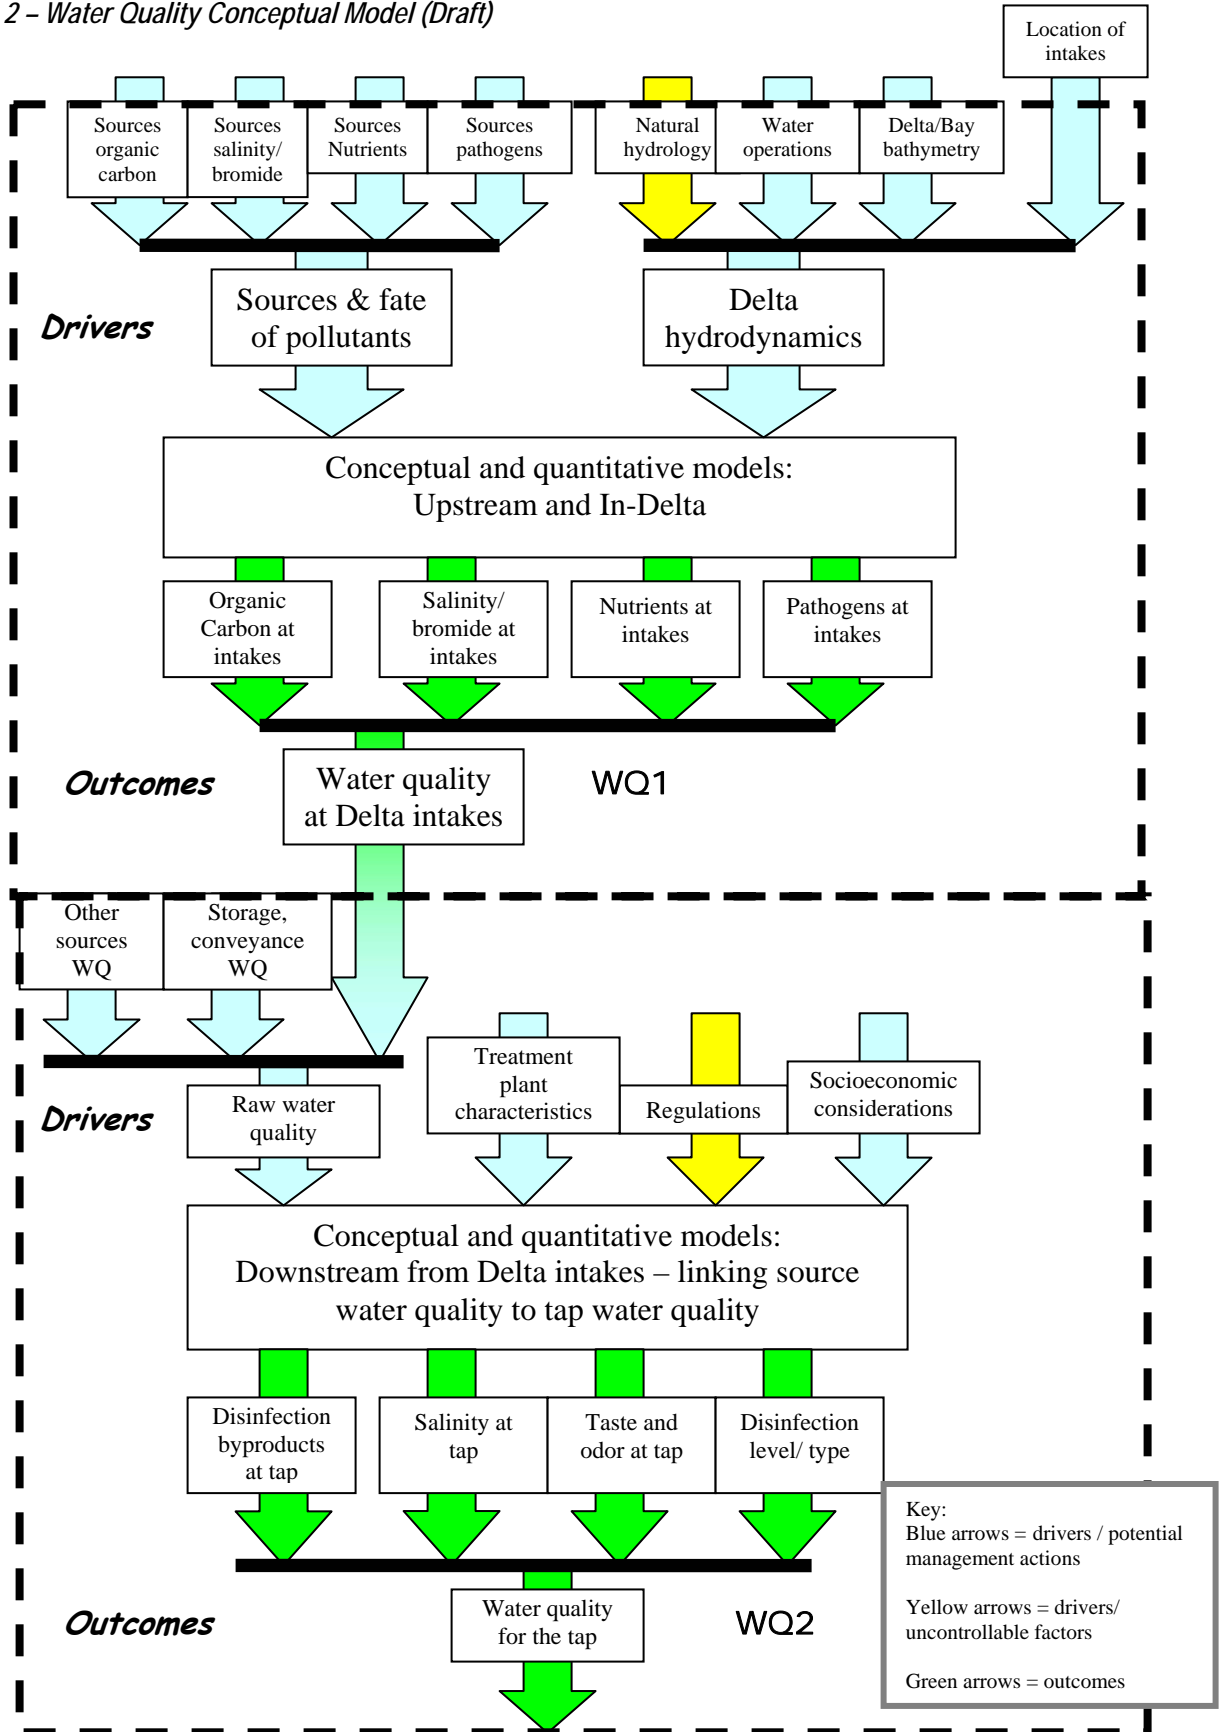 2 – Water Quality Conceptual Model (Draft)
Location of
intakes
Sources
organic
carbon
Sources
salinity/
bromide
Sources
Nutrients
Sources
pathogens
Natural
hydrology
Water
operations
Delta/Bay
bathymetry
Drivers
Sources & fate
of pollutants
Delta
hydrodynamics
Conceptual and quantitative models:
Upstream and In-Delta
Organic
Carbon at
intakes
Salinity/
bromide at
intakes
Nutrients at
intakes
Pathogens at
intakes
Outcomes
Water quality
at Delta intakes
WQ1
Other
sources
WQ
Storage,
conveyance
WQ
Drivers
Raw water
quality
Treatment
plant
characteristics
Regulations
Socioeconomic
considerations
Conceptual and quantitative models:
Downstream from Delta intakes – linking source
water quality to tap water quality
Disinfection
byproducts
at tap
Salinity at
tap
Taste and
odor at tap
Disinfection
level/ type
Outcomes
Water quality
for the tap
WQ2
Key:
Blue arrows = drivers / potential
management actions
Yellow arrows = drivers/
uncontrollable factors
Green arrows = outcomes